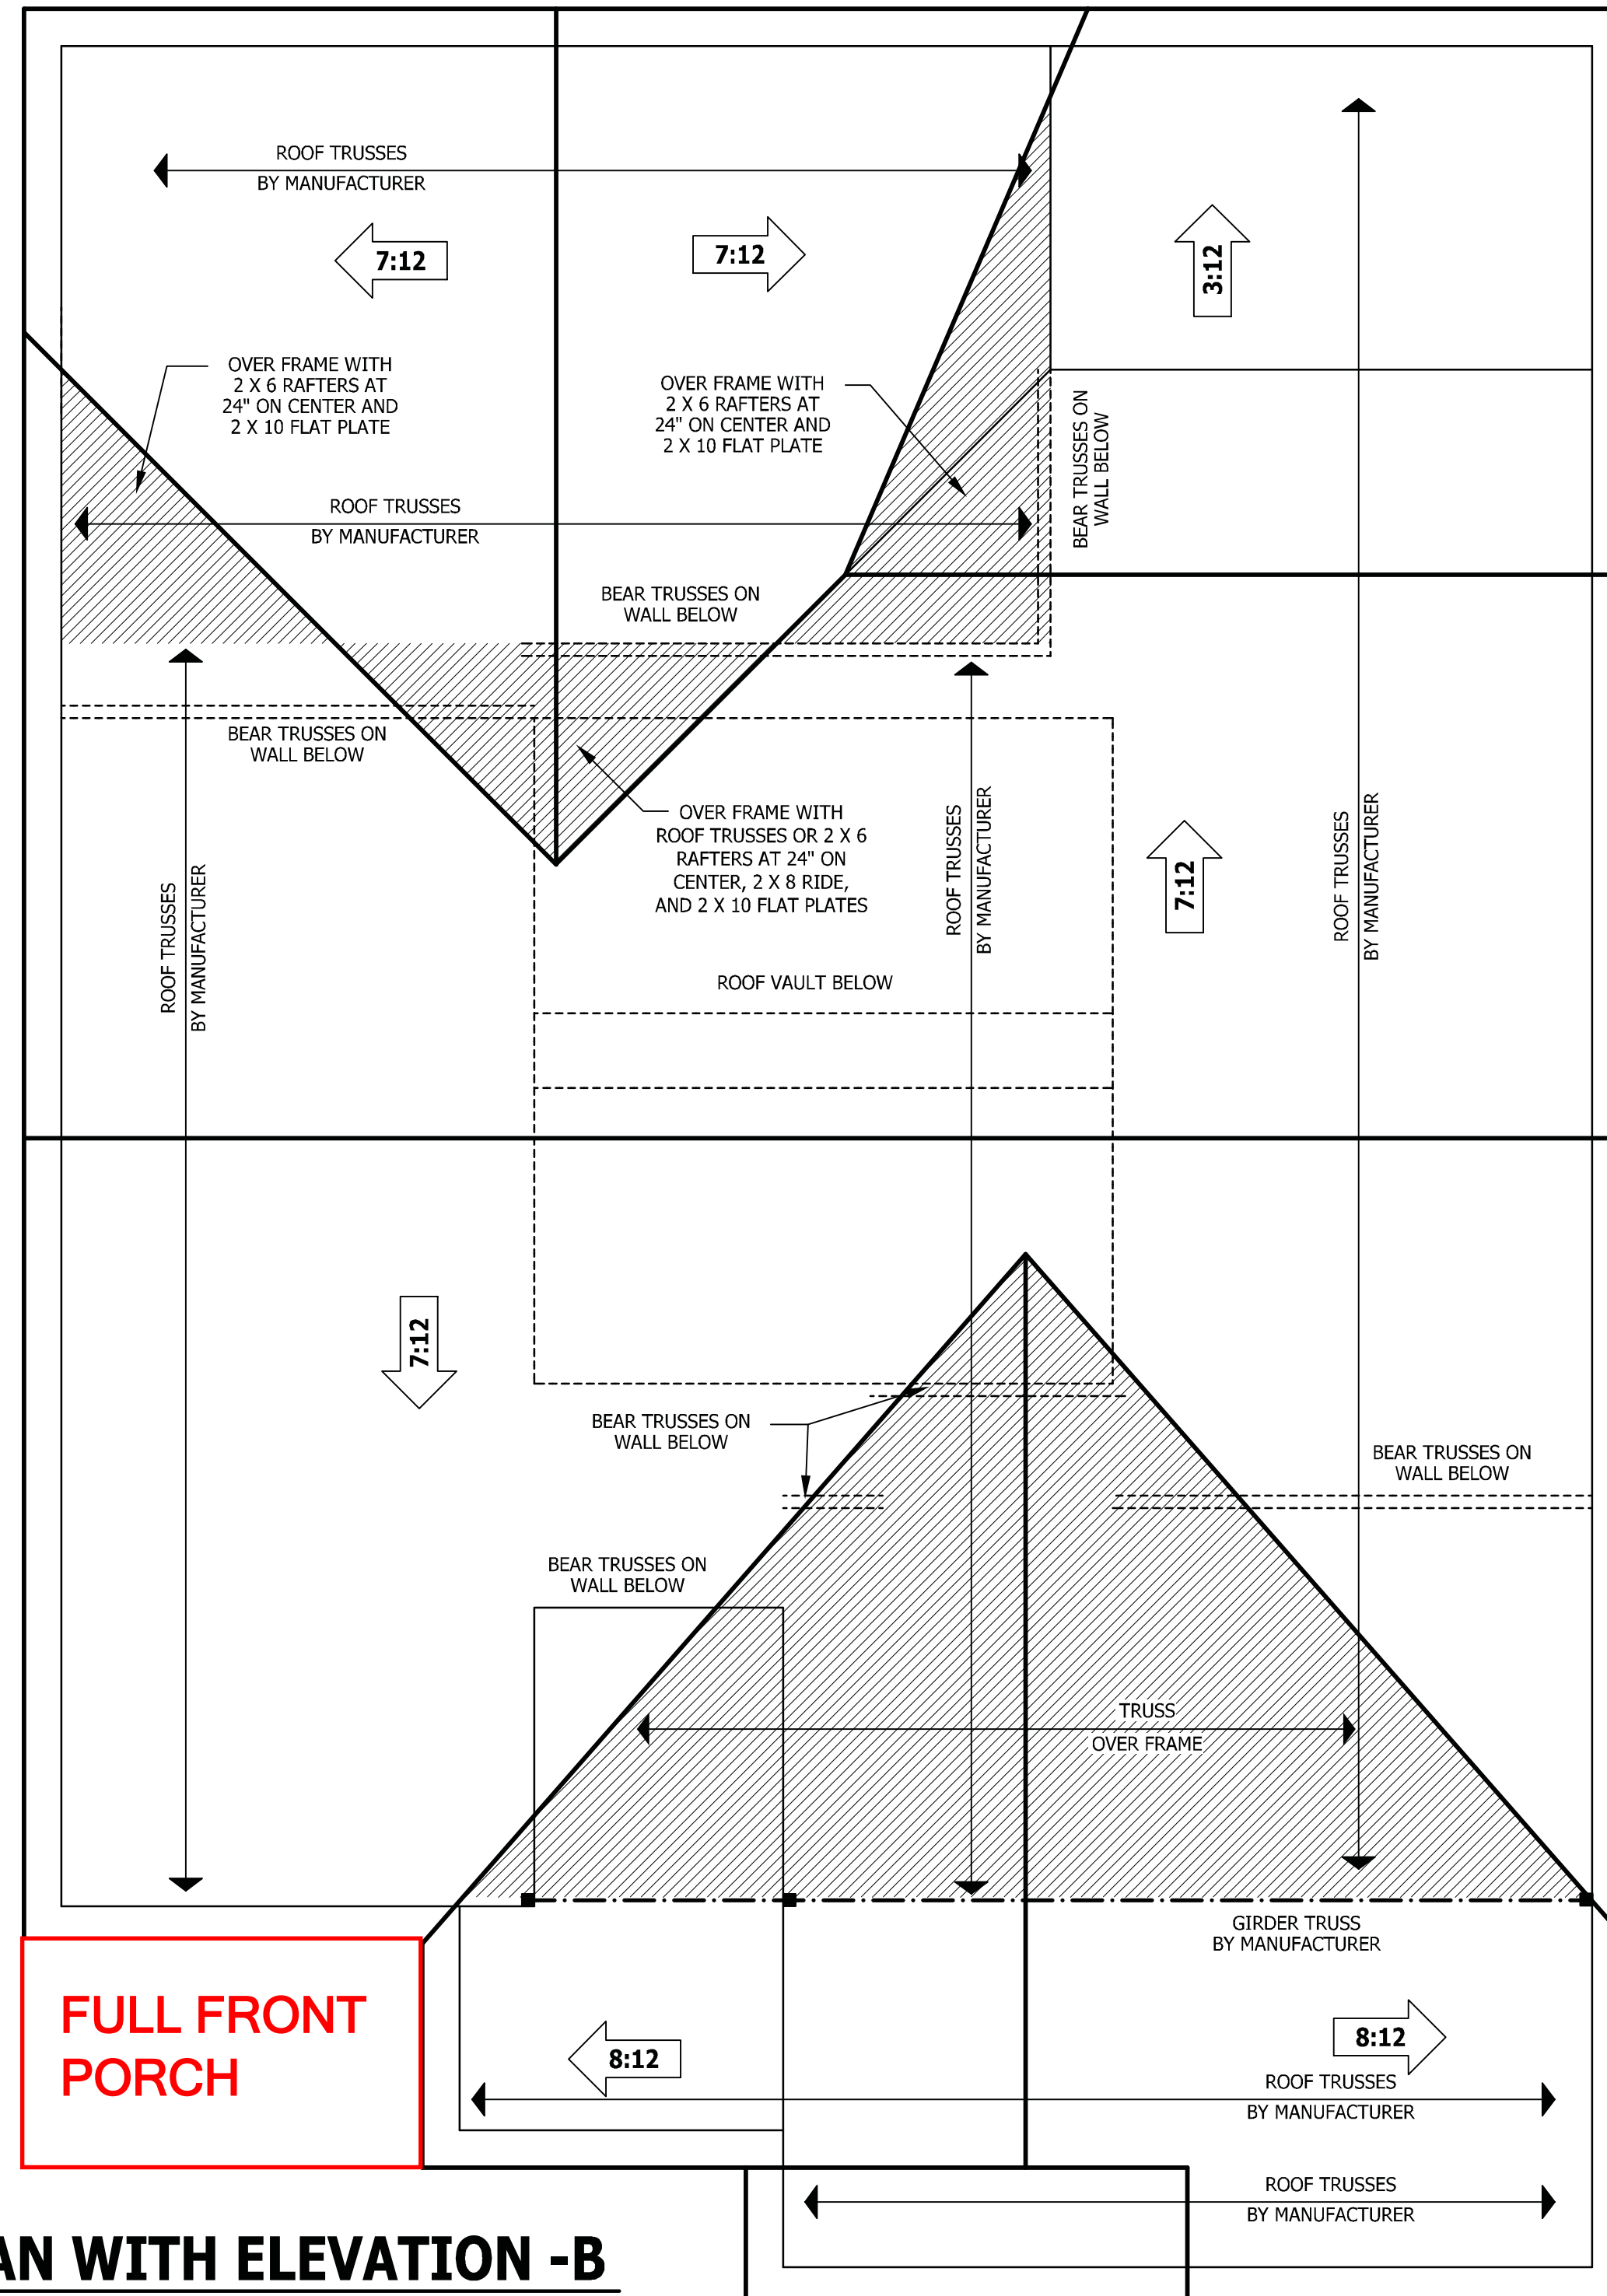 ROOF TRUSSES
BY MANUFACTURER
7:12
7:12
3:12
OVER FRAME WITH
2 X 6 RAFTERS AT
24" ON CENTER AND
2 X 10 FLAT PLATE
OVER FRAME WITH
2 X 6 RAFTERS AT
24" ON CENTER AND
2 X 10 FLAT PLATE
BEAR TRUSSES ON
WALL BELOW
ROOF TRUSSES
BY MANUFACTURER
BEAR TRUSSES ON
WALL BELOW
BEAR TRUSSES ON
WALL BELOW
OVER FRAME WITH
ROOF TRUSSES OR 2 X 6
RAFTERS AT 24" ON
CENTER, 2 X 8 RIDE,
AND 2 X 10 FLAT PLATES
ROOF TRUSSES
BY MANUFACTURER
ROOF TRUSSES
BY MANUFACTURER
7:12
ROOF TRUSSES
BY MANUFACTURER
ROOF VAULT BELOW
7:12
BEAR TRUSSES ON
WALL BELOW
BEAR TRUSSES ON
WALL BELOW
BEAR TRUSSES ON
WALL BELOW
TRUSS
OVER FRAME
GIRDER TRUSS
BY MANUFACTURER
FULL FRONT
PORCH
8:12
8:12
ROOF TRUSSES
BY MANUFACTURER
ROOF TRUSSES
BY MANUFACTURER
AN WITH ELEVATION -B